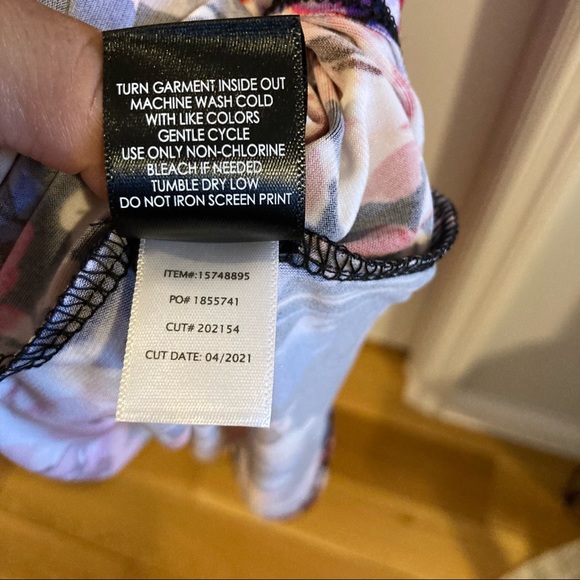 TURN GARMENT INSIDE OUT
MACHINE WASH COLD
WITH LIKE COLORS
GENTLE CYCLE
USE ONLY NON-CHLORINE
BLEACH IF NEEDED
TUMBLE DRY LOW
DO NOT IRON SCREEN PRINT
ITEM#:15748895
PO# 1855741
CUT# 202154
CUT DATE: 04/2021